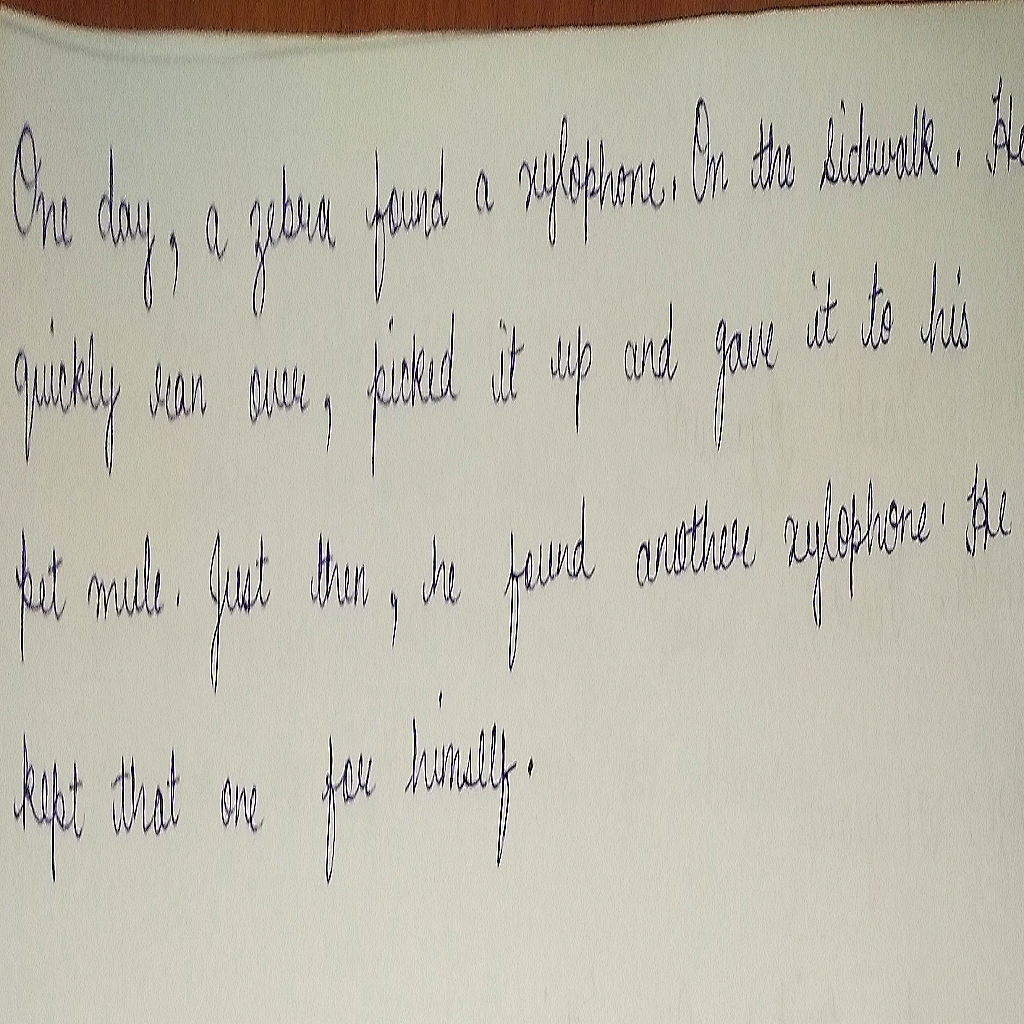 One day, a zebra found a xylophone. On the sidewalk. He
quickly ran over, picked it up and gave it to his
pet mule. Just then, he found another xylophone. He
kept that one for himself.